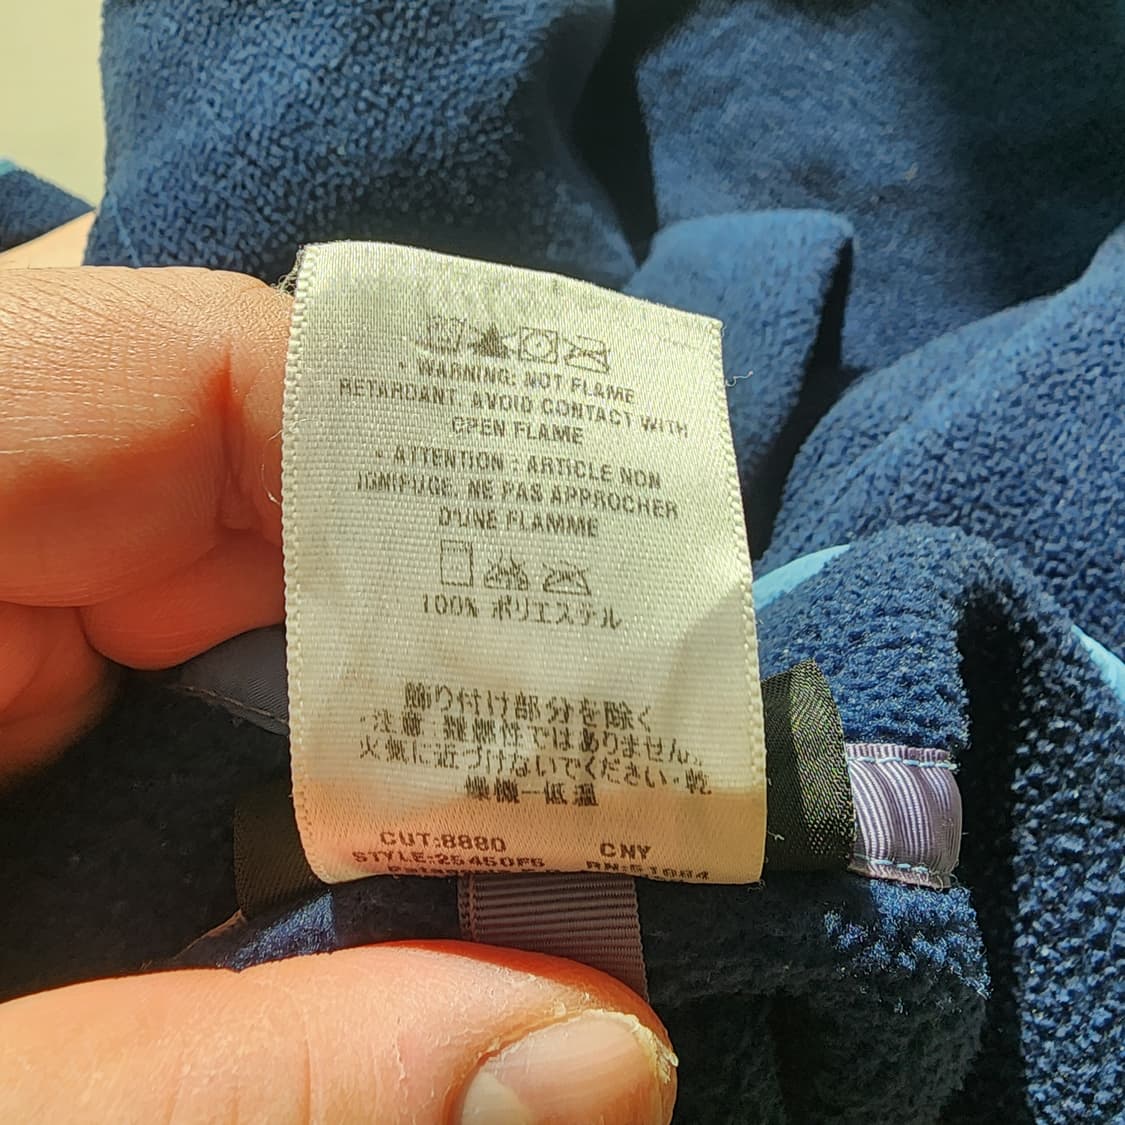 • WARNING: NOT FLAME
RETARDANT. AVOID CONTACT WITH
OPEN FLAME
• ATTENTION : ARTICLE NON
IGNIFUGE. NE PAS APPROCHER
D'UNE FLAMME
100% ポリエステル
飾り付け部分を除く
・注意 難燃性ではありません。
火気に近づけないでください・乾
燥機－低温
CUT:8880
CNY